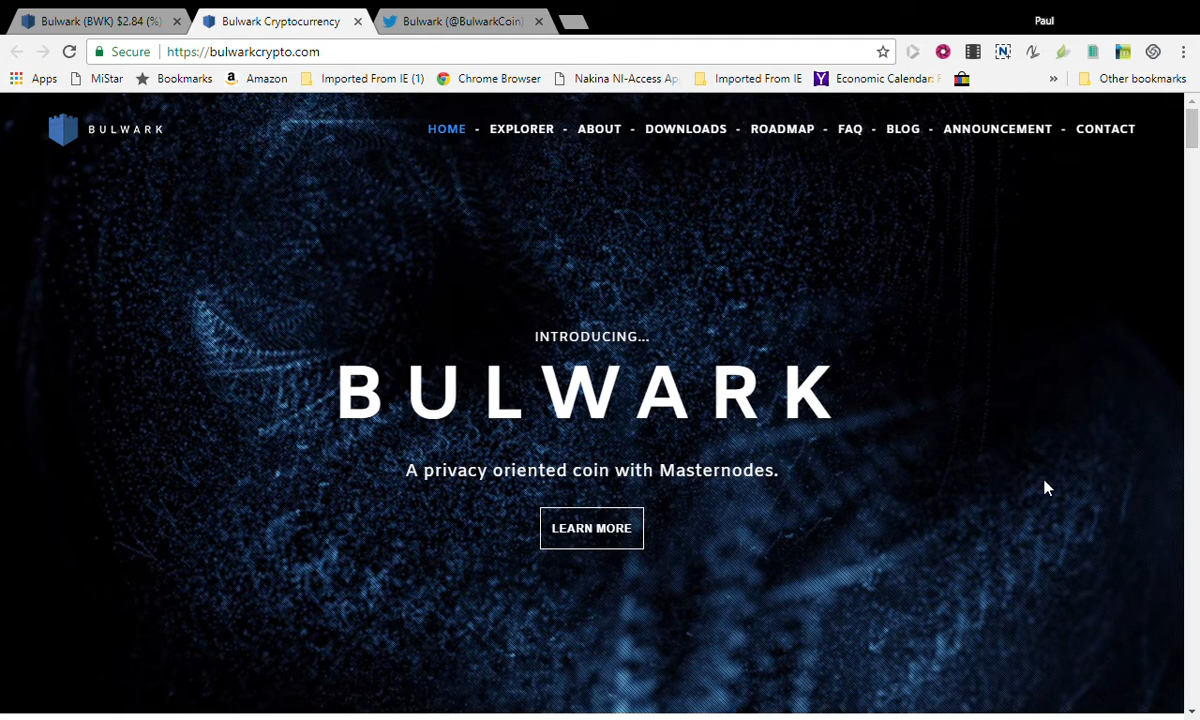 Bulwark (BWK) $2.84 (%)
Bulwark Cryptocurrency
Bulwark (@BulwarkCoin)
Paul
Secure
https://bulwarkcrypto.com
Apps
MiStar
Bookmarks
Amazon
Imported From IE (1)
Chrome Browser
Nakina NI-Access Ap
Imported From IE
Economic Calendar: F
»
Other bookmarks
BULWARK
HOME - EXPLORER - ABOUT - DOWNLOADS - ROADMAP - FAQ - BLOG - ANNOUNCEMENT - CONTACT
INTRODUCING...
BULWARK
A privacy oriented coin with Masternodes.
LEARN MORE